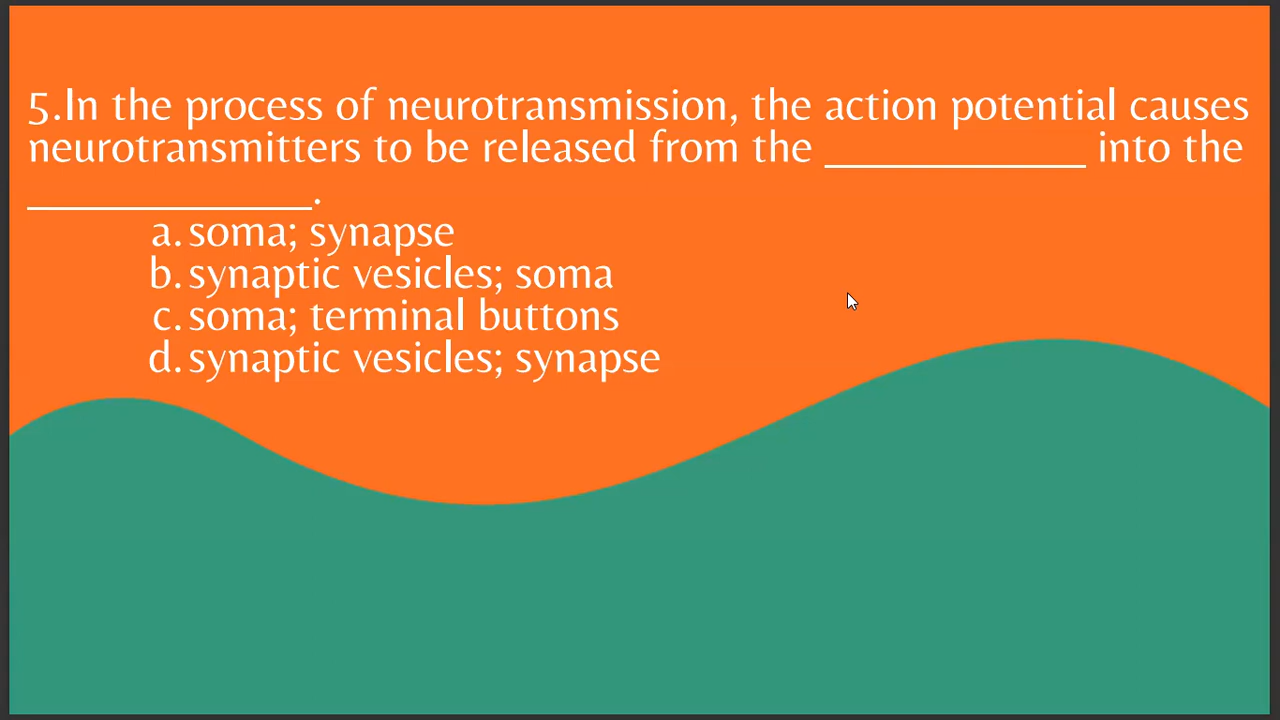 5.In the process of neurotransmission, the action potential causes
neurotransmitters to be released from the _____________ into the
______________.
a. soma; synapse
b. synaptic vesicles; soma
c. soma; terminal buttons
d. synaptic vesicles; synapse